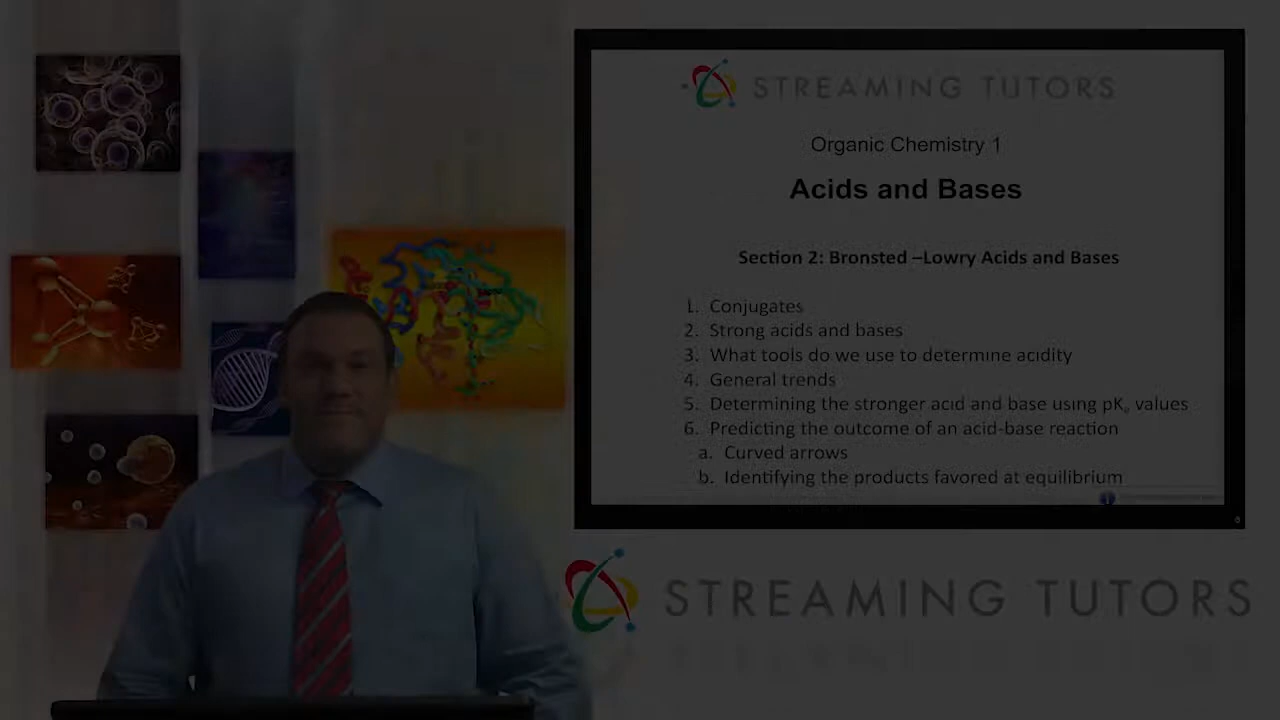 STREAMING TUTORS
Organic Chemistry 1
Acids and Bases
Section 2: Bronsted –Lowry Acids and Bases
1. Conjugates
2. Strong acids and bases
3. What tools do we use to determine acidity
4. General trends
5. Determining the stronger acid and base using pKₐ values
6. Predicting the outcome of an acid-base reaction
a. Curved arrows
b. Identifying the products favored at equilibrium
STREAMING TUTORS